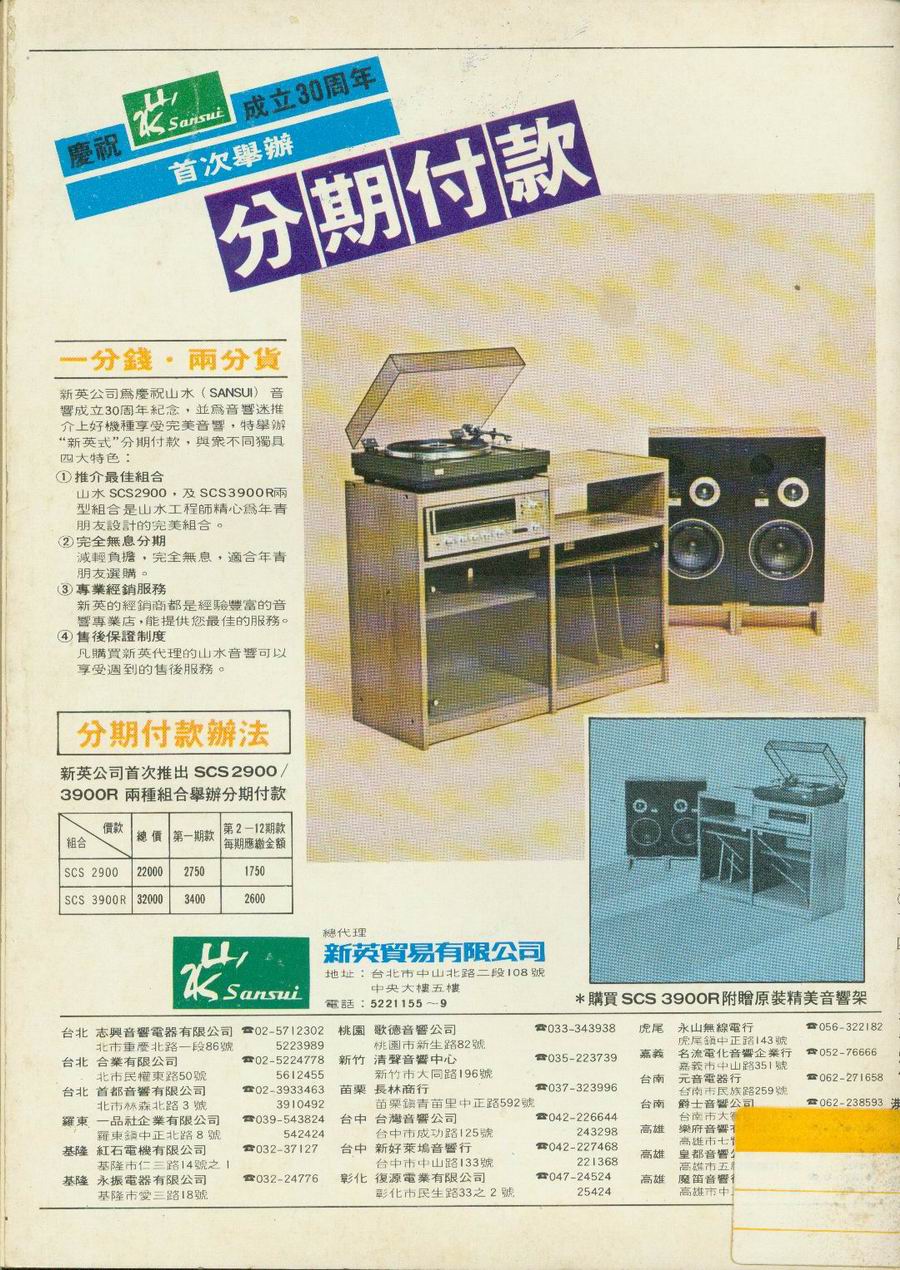 慶祝
山水
Sansui
成立30周年
首次舉辦
分期付款
一分錢・兩分貨
新英公司爲慶祝山水（SANSUI）音
響成立30周年紀念，並爲音響迷推
介上好機種享受完美音響，特舉辦
“新英式”分期付款，與衆不同獨具
四大特色：
①推介最佳組合
山水SCS2900，及SCS3900R兩
型組合是山水工程師精心爲年青
朋友設計的完美組合。
②完全無息分期
減輕負擔，完全無息，適合年青
朋友選購。
③專業經銷服務
新英的經銷商都是經驗豐富的音
響專業店，能提供您最佳的服務。
④售後保證制度
凡購買新英代理的山水音響可以
享受週到的售後服務。
分期付款辦法
新英公司首次推出SCS2900/
3900R 兩種組合舉辦分期付款
組合 價款 總價 第一期款 第2－12期款
每期應繳金額
SCS 2900 22000 2750 1750
SCS 3900R 32000 3400 2600
山水
Sansui
總代理
新英貿易有限公司
地址：台北市中山北路二段108號
中央大樓五樓
電話：5221155～9
＊購買SCS 3900R附贈原裝精美音響架
台北 志興音響電器有限公司 ☎02-5712302
北市重慶北路一段86號 5223989
台北 合業有限公司 ☎02-5224778
北市民權東路50號 5612455
台北 首都音響有限公司 ☎02-3933463
北市林森北路3號 3910492
羅東 一品社企業有限公司 ☎039-543824
羅東鎮中正北路8號 542424
基隆 紅石電機有限公司 ☎032-37127
基隆市仁三路14號之1
基隆 永振電器有限公司 ☎032-24776
基隆市愛三路18號
桃園 歌德音響公司 ☎033-343938
桃園市新生路82號
新竹 清聲音響中心 ☎035-223739
新竹市大同路196號
苗栗 長林商行 ☎037-323996
苗栗鎮青苗里中正路592號
台中 台灣音響公司 ☎042-226644
台中市成功路125號 243298
台中 新好萊塢音響行 ☎042-227468
台中市中山路133號 221368
彰化 復源電業有限公司 ☎047-24524
彰化市民生路33之2號 25424
虎尾 永山無線電行 ☎056-322182
虎尾鎮中正路143號
嘉義 名流電化音響企業行 ☎052-76666
嘉義市中山路351號
台南 元音電器行 ☎062-271658
台南市民族路259號
台南 爵士音響公司 ☎062-238593
台南市大
高雄 樂府音響
高雄市七
高雄 皇都音響
高雄市五
高雄 魔笛音響
高雄市中